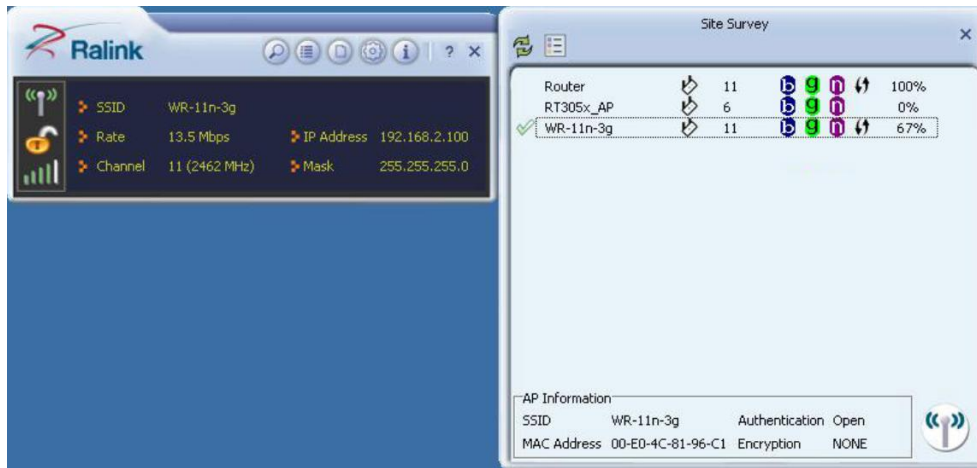 Ralink
? ×
SSID WR-11n-3g
Rate 13.5 Mbps IP Address 192.168.2.100
Channel 11 (2462 MHz) Mask 255.255.255.0
Site Survey ×
Router 11 b g n 100%
RT305x_AP 6 b g n 0%
WR-11n-3g 11 b g n 67%
AP Information
SSID WR-11n-3g Authentication Open
MAC Address 00-E0-4C-81-96-C1 Encryption NONE